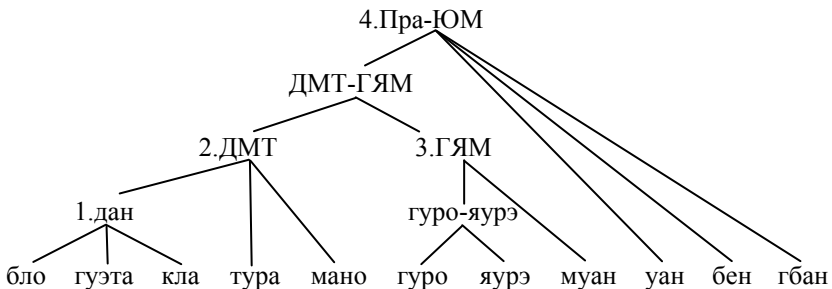 4.Пра-ЮМ
ДМТ-ГЯМ
2.ДМТ 3.ГЯМ
1.дан гуро-яурэ
бло гуэта кла тура мано гуро яурэ муан уан бен гбан